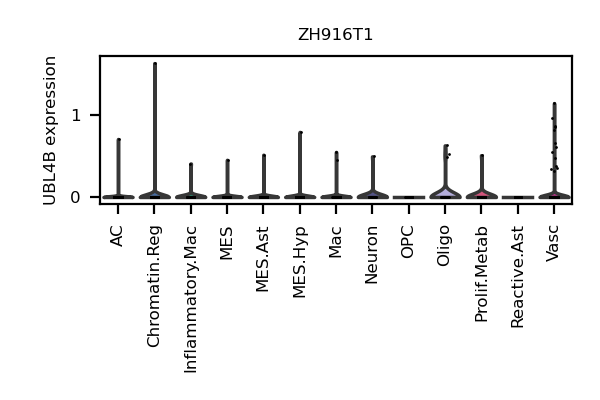 ZH916T1
UBL4B expression
1
0
AC
Chromatin.Reg
Inflammatory.Mac
MES
MES.Ast
MES.Hyp
Mac
Neuron
OPC
Oligo
Prolif.Metab
Reactive.Ast
Vasc